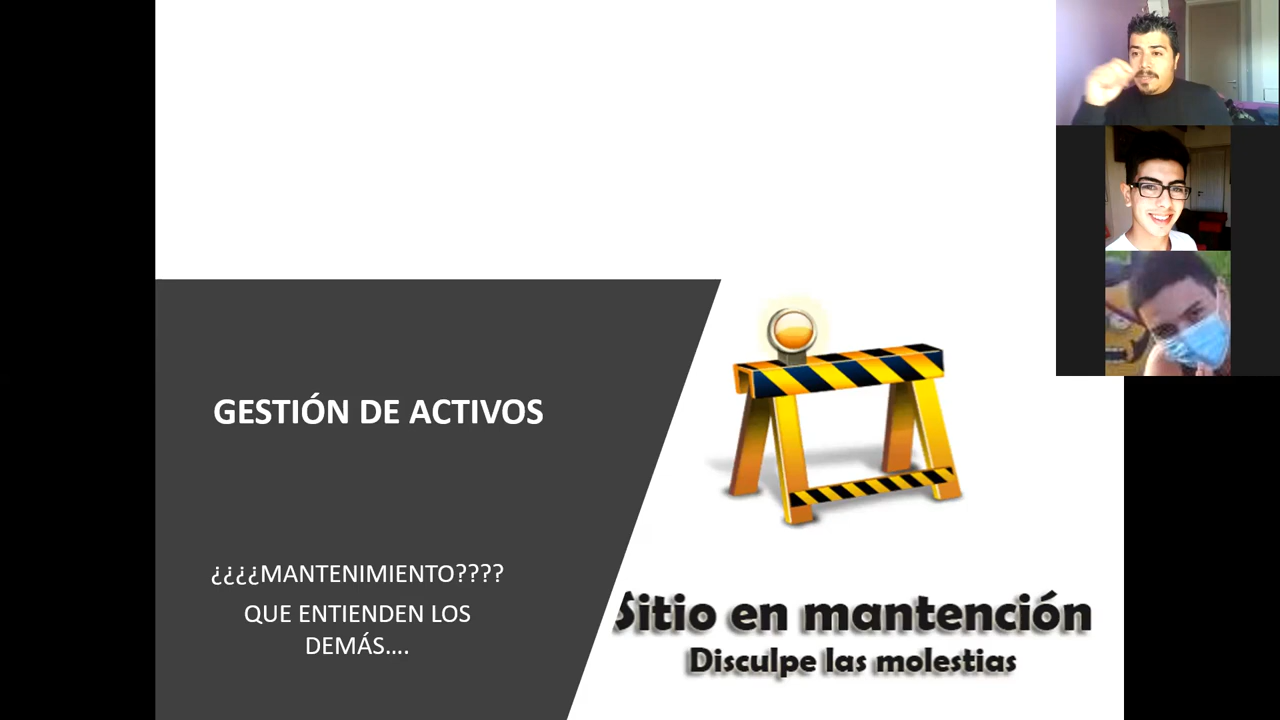 GESTIÓN DE ACTIVOS
¿¿¿¿MANTENIMIENTO????
QUE ENTIENDEN LOS
DEMÁS....
Sitio en mantención
Disculpe las molestias